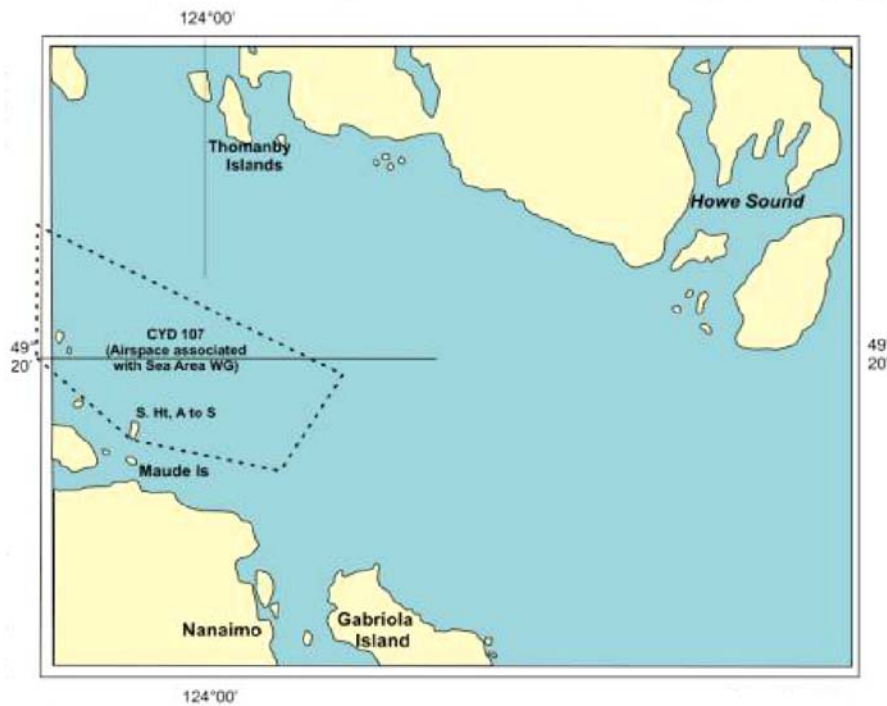 124°00'
Thomanby
Islands
Howe Sound
CYD 107
(Airspace associated
with Sea Area WG)
49°
20'
49°
20'
S. Ht, A to S
Maude Is
Nanaimo
Gabriola
Island
124°00'